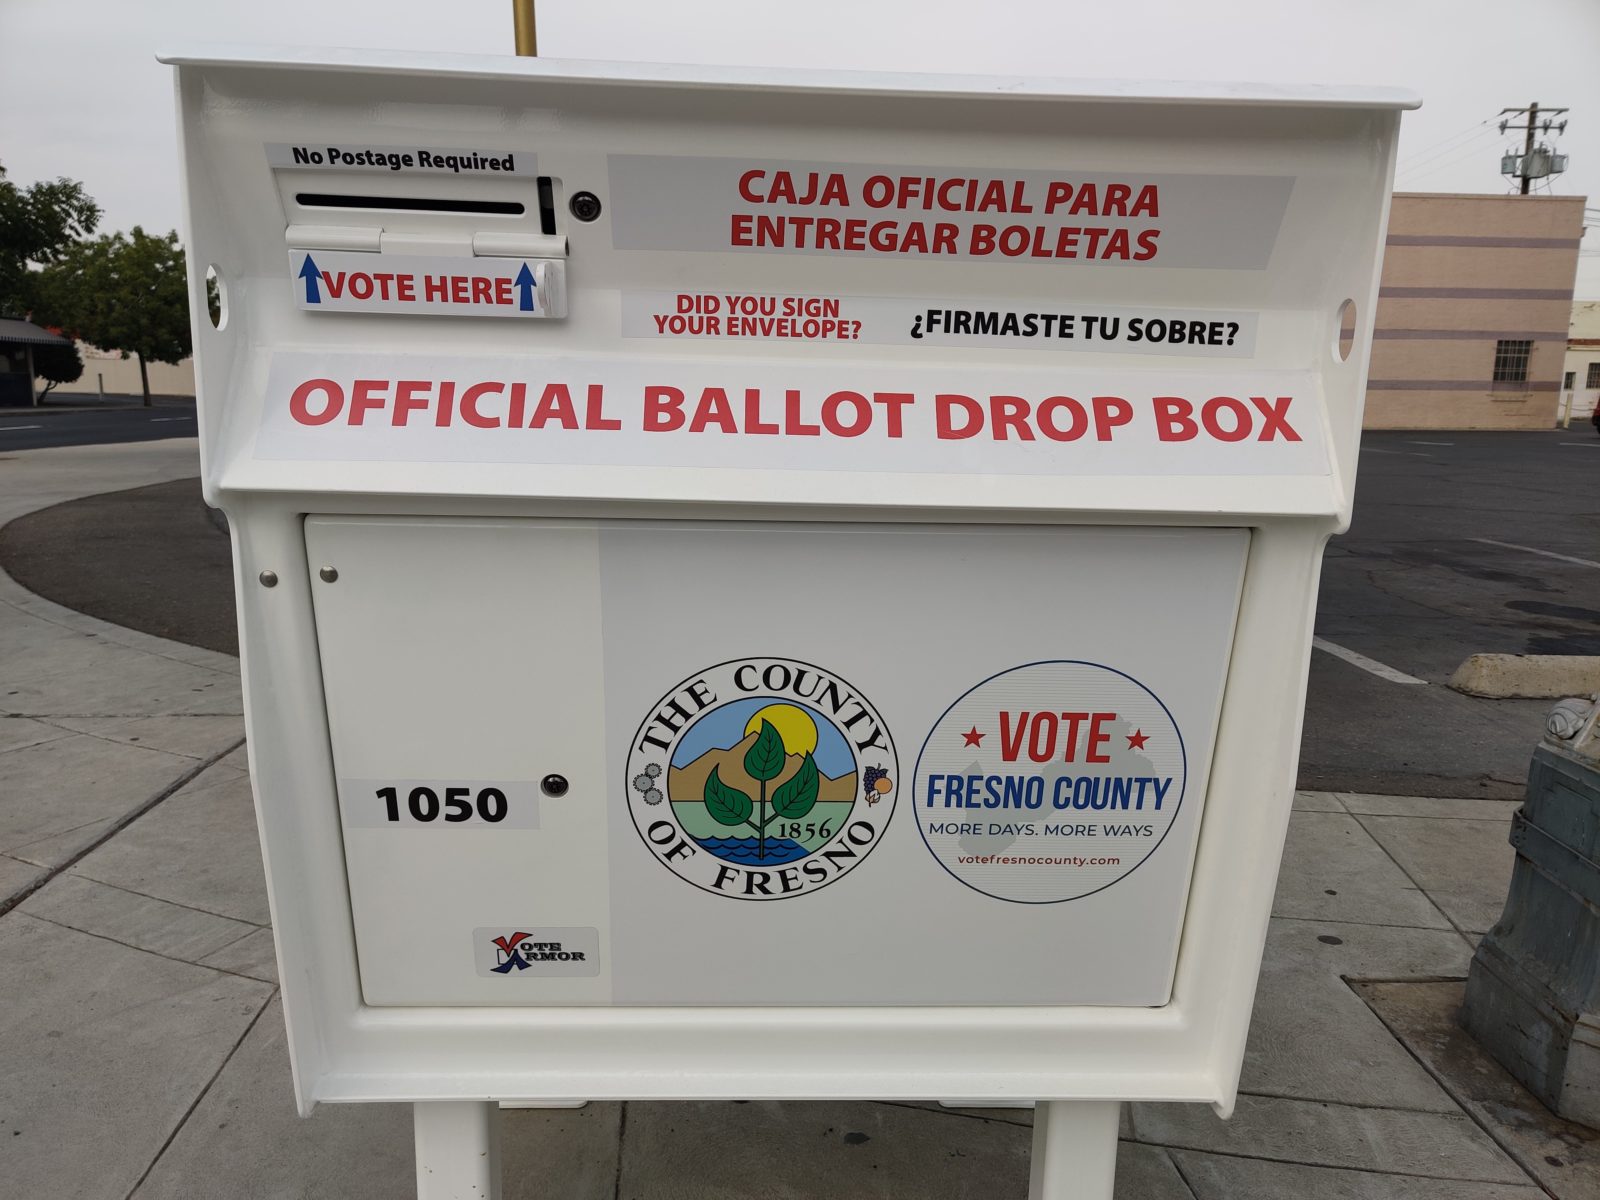 No Postage Required
VOTE HERE
CAJA OFICIAL PARA
ENTREGAR BOLETAS
DID YOU SIGN
YOUR ENVELOPE?
¿FIRMASTE TU SOBRE?
OFFICIAL BALLOT DROP BOX
1050
VOTE
ARMOR
THE COUNTY
OF FRESNO
1856
VOTE
FRESNO COUNTY
MORE DAYS. MORE WAYS
votefresnocounty.com